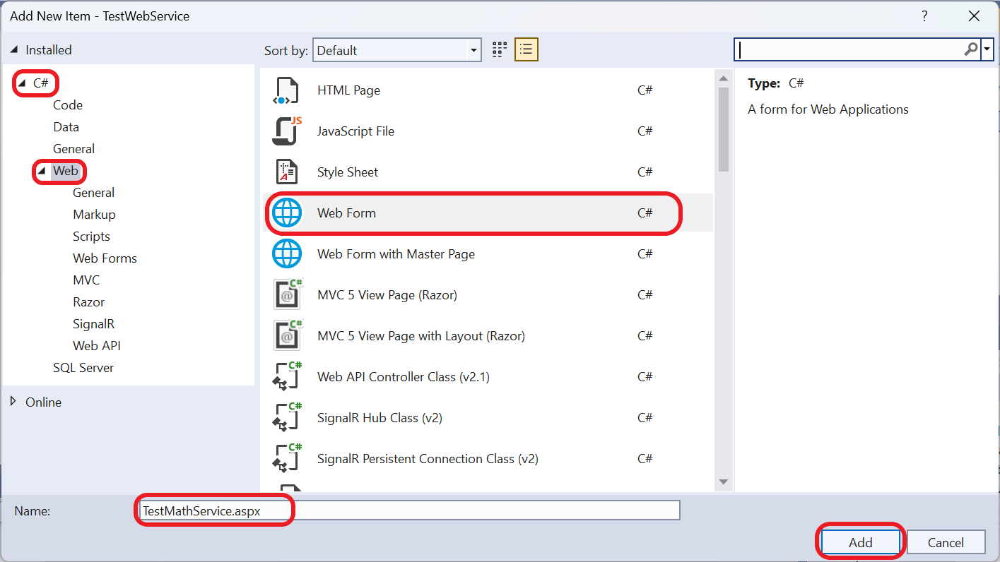 Add New Item - TestWebService
?
Installed
Sort by: Default
C#
Code
Data
General
Web
General
Markup
Scripts
Web Forms
MVC
Razor
SignalR
Web API
SQL Server
Online
HTML Page C#
JS
JavaScript File C#
A
Style Sheet C#
Web Form C#
Web Form with Master Page C#
C#
@
MVC 5 View Page (Razor) C#
C#
@
MVC 5 View Page with Layout (Razor) C#
C#
Web API Controller Class (v2.1) C#
C#
SignalR Hub Class (v2) C#
C#
SignalR Persistent Connection Class (v2) C#
Type: C#
A form for Web Applications
Name: TestMathService.aspx
Add Cancel